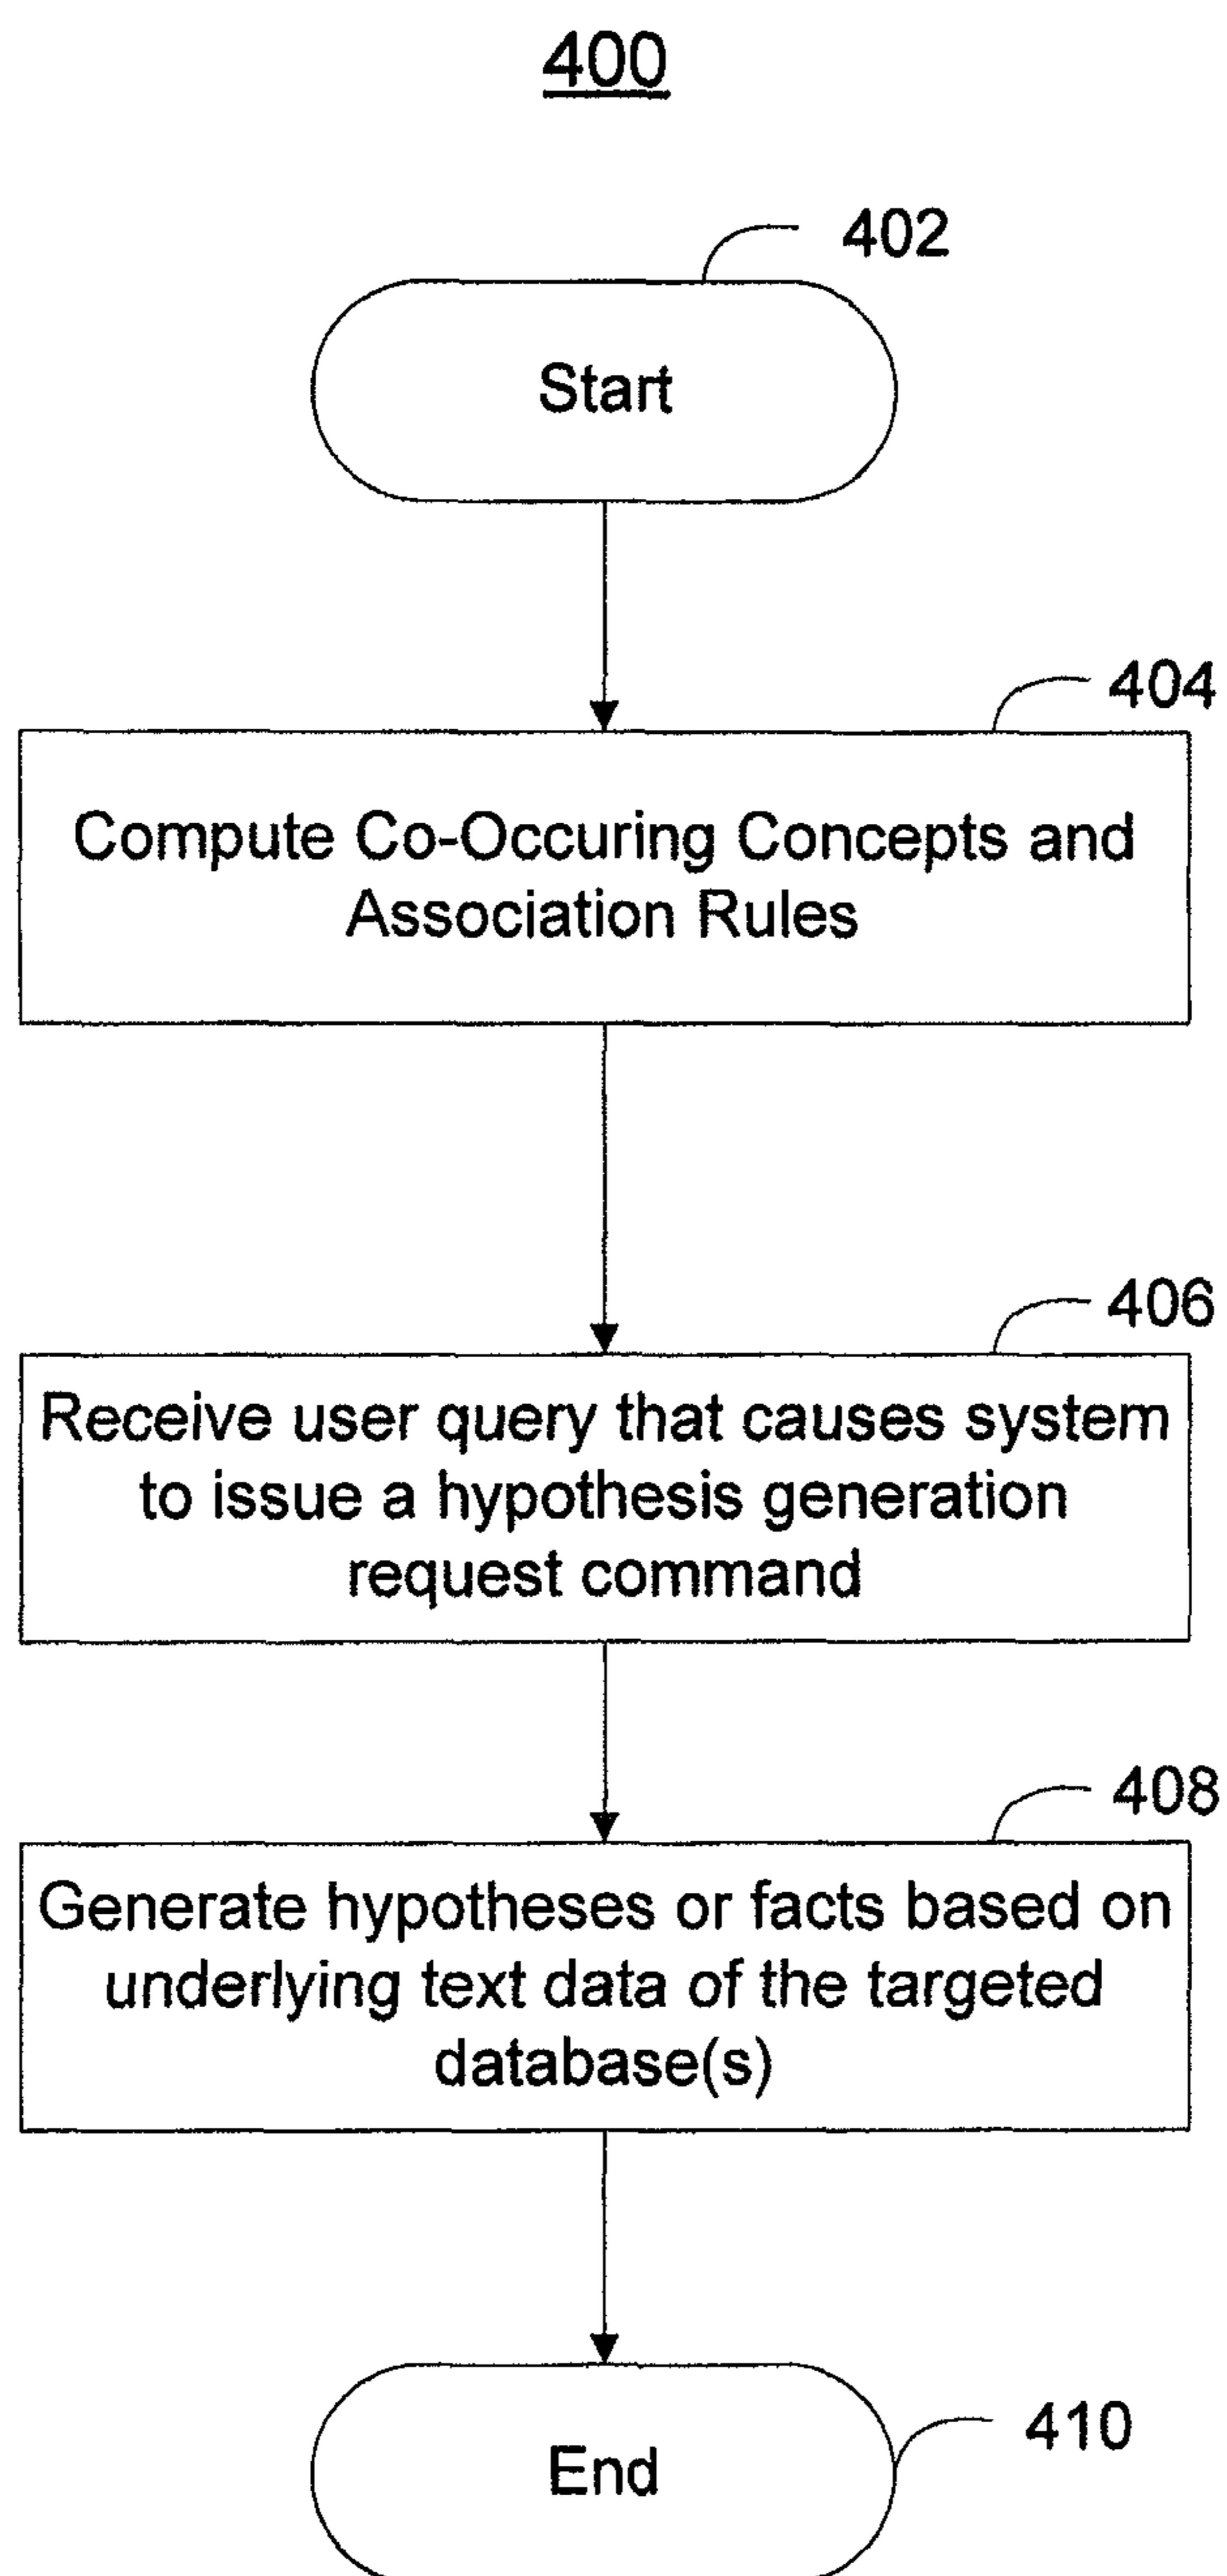 400
402
Start
404
Compute Co-Occuring Concepts and
Association Rules
406
Receive user query that causes system
to issue a hypothesis generation
request command
408
Generate hypotheses or facts based on
underlying text data of the targeted
database(s)
410
End